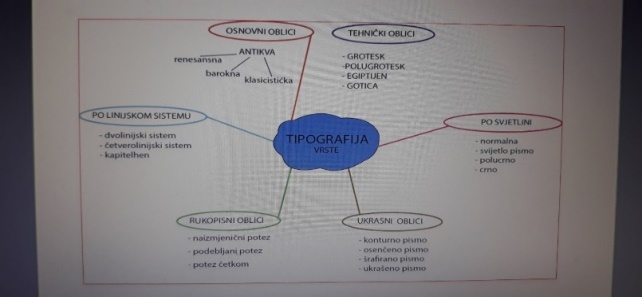 OSNOVNI OBLICI
ANTIKVA
renesansna
barokna
klasicistička
TEHNIČKI OBLICI
- GROTESK
-POLUGROTESK
- EGIPTIJEN
- GOTICA
PO LINIJSKOM SISTEMU
- dvolinijski sistem
- četverolinijski sistem
- kapitelhen
TIPOGRAFIJA
VRSTE
PO SVJETLINI
- normalna
- svijetlo pismo
- polucrno
- crno
RUKOPISNI OBLICI
- naizmjenični potez
- podebljani potez
- potez četkom
UKRASNI OBLICI
- konturno pismo
- osenčeno pismo
- šrafirano pismo
- ukrašeno pismo